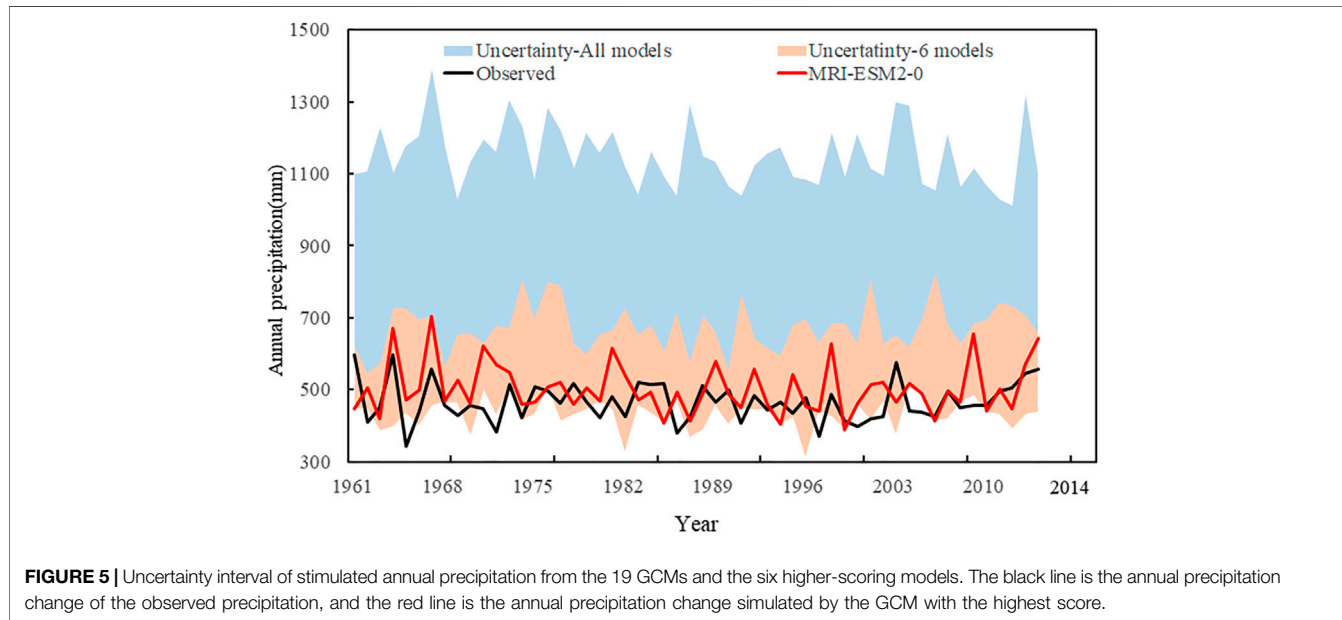 1500
Uncertainty-All models
Uncertatinty-6 models
Observed
MRI-ESM2-0
1300
1100
900
700
500
300
Annual precipitation(mm)
1961 1968 1975 1982 1989 1996 2003 2010 2014
Year
FIGURE 5 | Uncertainty interval of stimulated annual precipitation from the 19 GCMs and the six higher-scoring models. The black line is the annual precipitation
change of the observed precipitation, and the red line is the annual precipitation change simulated by the GCM with the highest score.